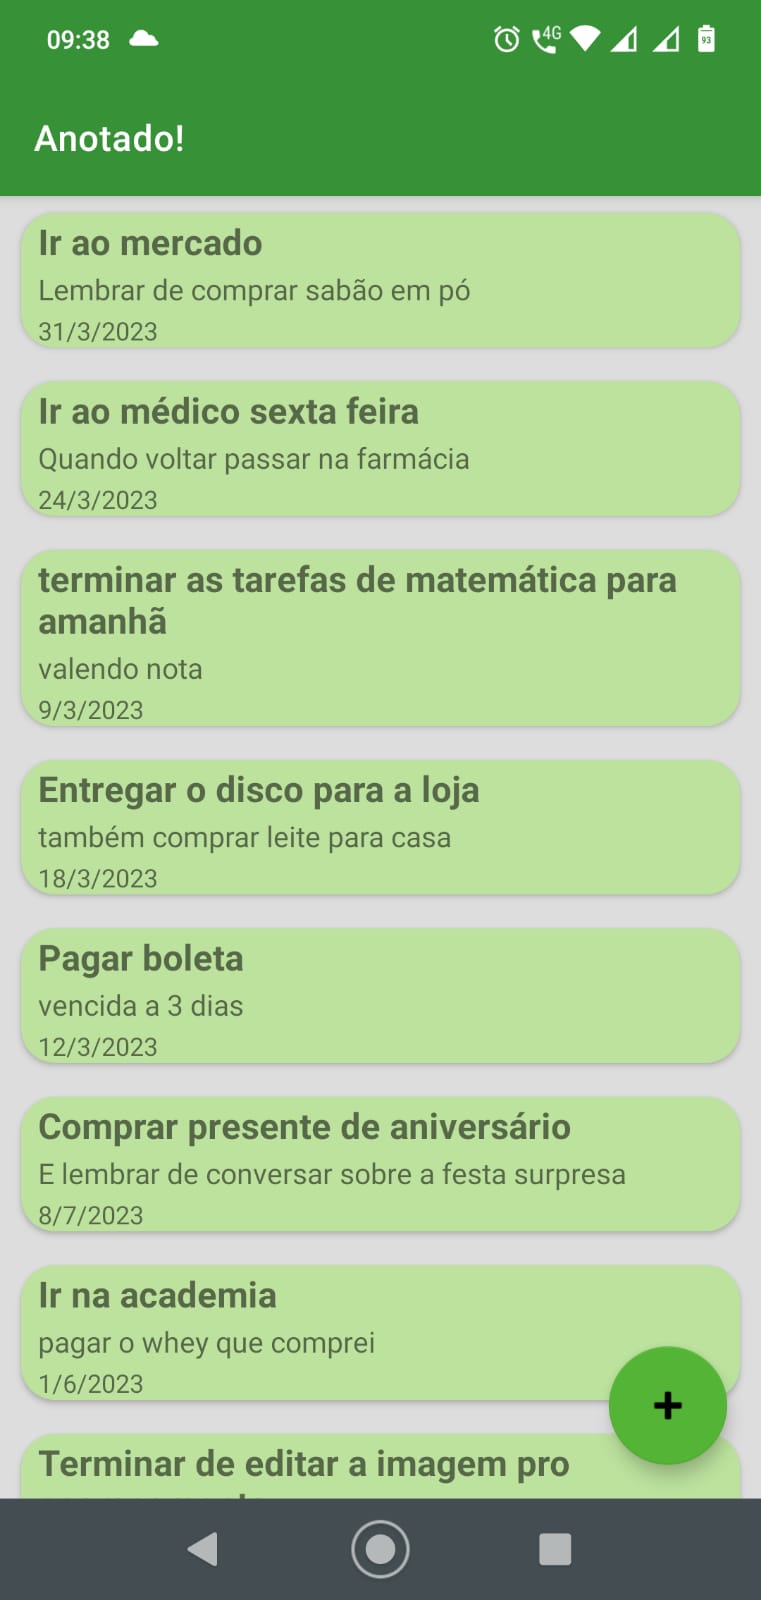 09:38
4G
93
Anotado!
Ir ao mercado
Lembrar de comprar sabão em pó
31/3/2023
Ir ao médico sexta feira
Quando voltar passar na farmácia
24/3/2023
terminar as tarefas de matemática para
amanhã
valendo nota
9/3/2023
Entregar o disco para a loja
também comprar leite para casa
18/3/2023
Pagar boleta
vencida a 3 dias
12/3/2023
Comprar presente de aniversário
E lembrar de conversar sobre a festa surpresa
8/7/2023
Ir na academia
pagar o whey que comprei
1/6/2023
Terminar de editar a imagem pro